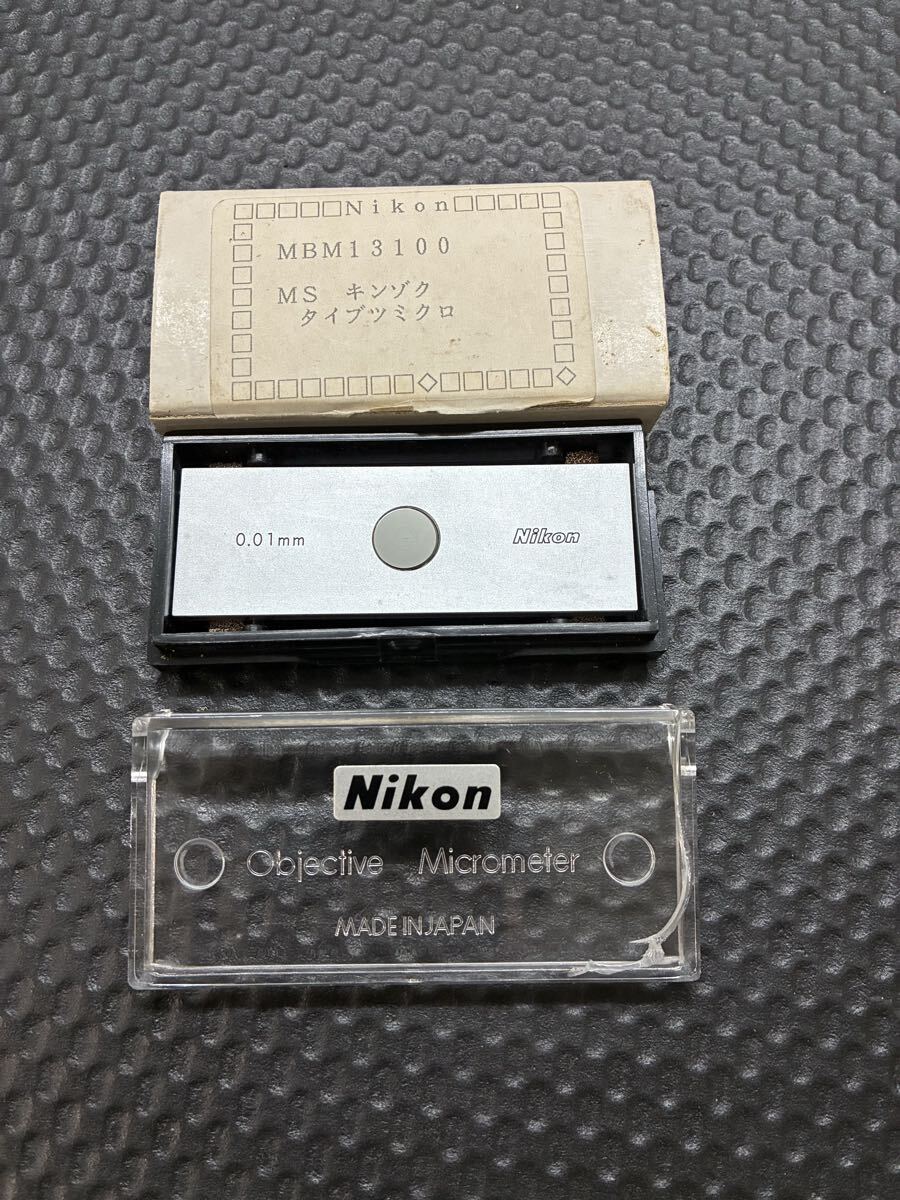 Nikon
MBM13100
MS キンゾク
タイブツミクロ
0.01mm
Nikon
Nikon
Objective Micrometer
MADE IN JAPAN